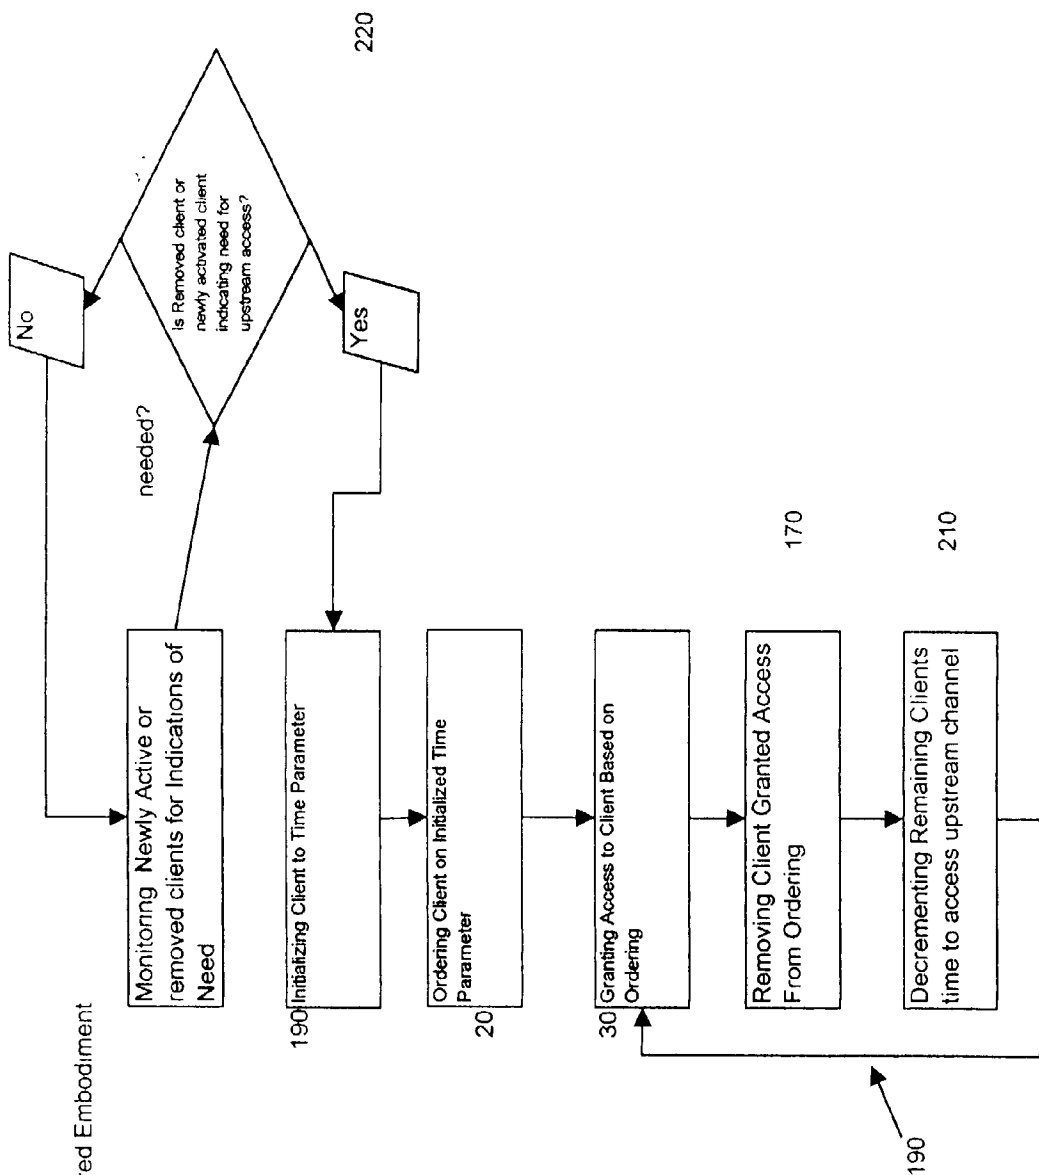 red Embodiment
No
220
Is Removed client or
newly activated client
indicating need for
upstream access?
needed?
Yes
Monitoring Newly Active or
removed clients for Indications of
Need
190
Initializing Client to Time Parameter
Ordering Client on Initialized Time
Parameter
20
30
Granting Access to Client Based on
Ordering
Removing Client Granted Access
From Ordering
170
Decrementing Remaining Clients
time to access upstream channel
210
190